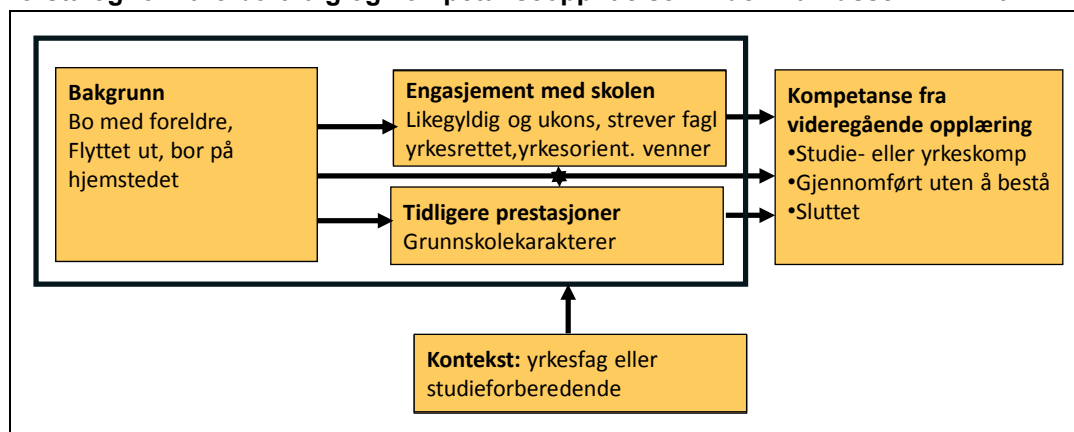 Bakgrunn
Bo med foreldre,
Flyttet ut, bor på
hjemstedet
Engasjement med skolen
Likegyldig og ukons, strever fagl
yrkesrettet,yrkesorient. venner
Tidligere prestasjoner
Grunnskolekarakterer
Kompetanse fra
videregående opplæring
•Studie- eller yrkeskomp
•Gjennomført uten å bestå
•Sluttet
Kontekst: yrkesfag eller
studieforberedende